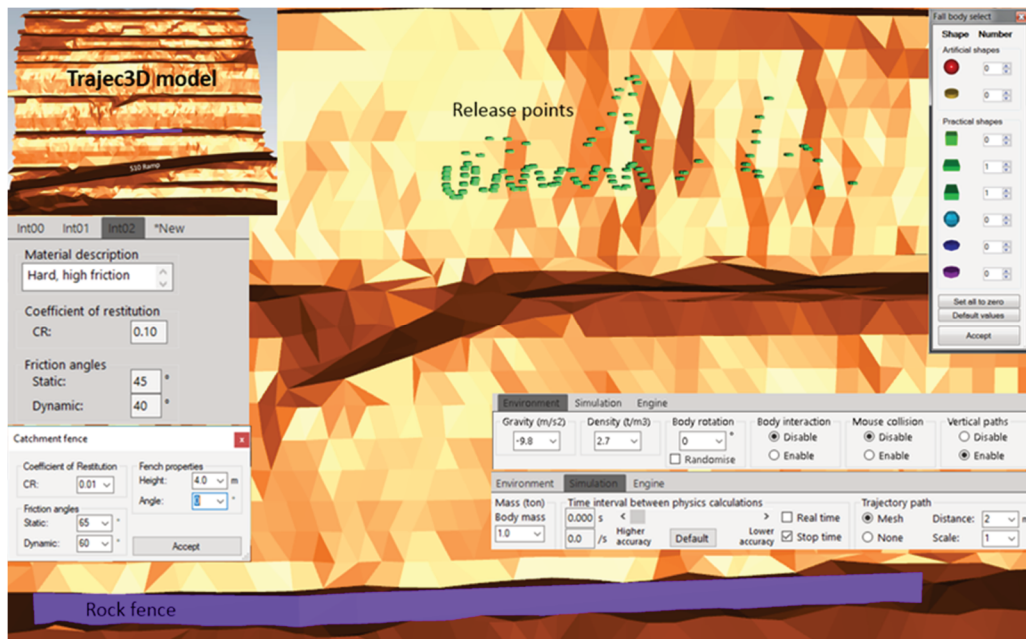 Trajec3D model
S10 Ramp
Release points
Fall body select
Shape Number
Artificial shapes
0
0
Practical shapes
0
1
1
0
0
0
Set all to zero
Default values
Accept
Int00 Int01 Int02 *New
Material description
Hard, high friction
Coefficient of restitution
CR: 0.10
Friction angles
Static: 45 °
Dynamic: 40 °
Catchment fence
Coefficient of Restitution
CR: 0.01
Friction angles
Static: 65 °
Dynamic: 60 °
Fench properties
Height: 4.0 m
Angle: 0 °
Accept
Environment Simulation Engine
Gravity (m/s2) Density (t/m3) Body rotation Body interaction Mouse collision Vertical paths
-9.8 2.7 0 ° Disable Disable Disable
Randomise Enable Enable Enable
Environment Simulation Engine
Mass (ton) Time interval between physics calculations Trajectory path
Body mass 0.000 s < > Real time Mesh Distance: 2 m
1.0 0.0 /s Higher accuracy Default Lower accuracy Stop time None Scale: 1
Rock fence